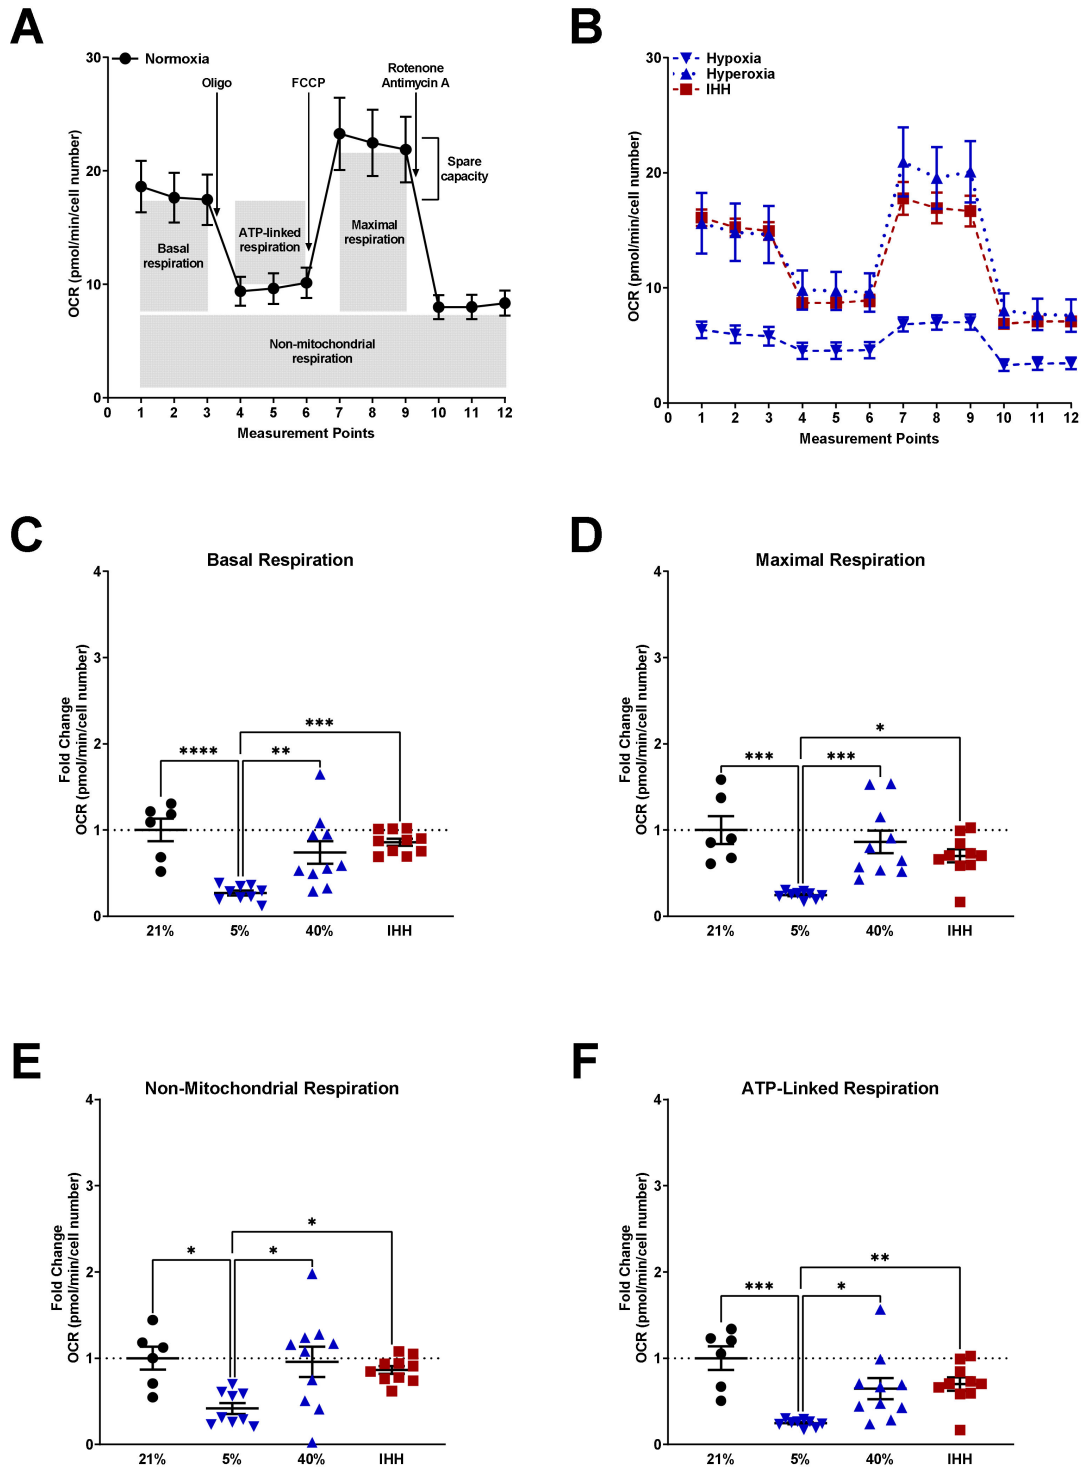 A
30
Normoxia
Oligo
FCCP
Rotenone
Antimycin A
OCR (pmol/min/cell number)
20
Spare
capacity
Basal
respiration
ATP-linked
respiration
Maximal
respiration
10
Non-mitochondrial
respiration
0
0 1 2 3 4 5 6 7 8 9 10 11 12
Measurement Points
B
30
Hypoxia
Hyperoxia
IHH
OCR (pmol/min/cell number)
20
10
0
0 1 2 3 4 5 6 7 8 9 10 11 12
Measurement Points
C
Basal Respiration
Fold Change
OCR (pmol/min/cell number)
4
3
2
1
0
***
****
**
21% 5% 40% IHH
D
Maximal Respiration
Fold Change
OCR (pmol/min/cell number)
4
3
2
1
0
*
***
***
21% 5% 40% IHH
E
Non-Mitochondrial Respiration
Fold Change
OCR (pmol/min/cell number)
4
3
2
1
0
*
*
*
21% 5% 40% IHH
F
ATP-Linked Respiration
Fold Change
OCR (pmol/min/cell number)
4
3
2
1
0
**
***
*
21% 5% 40% IHH